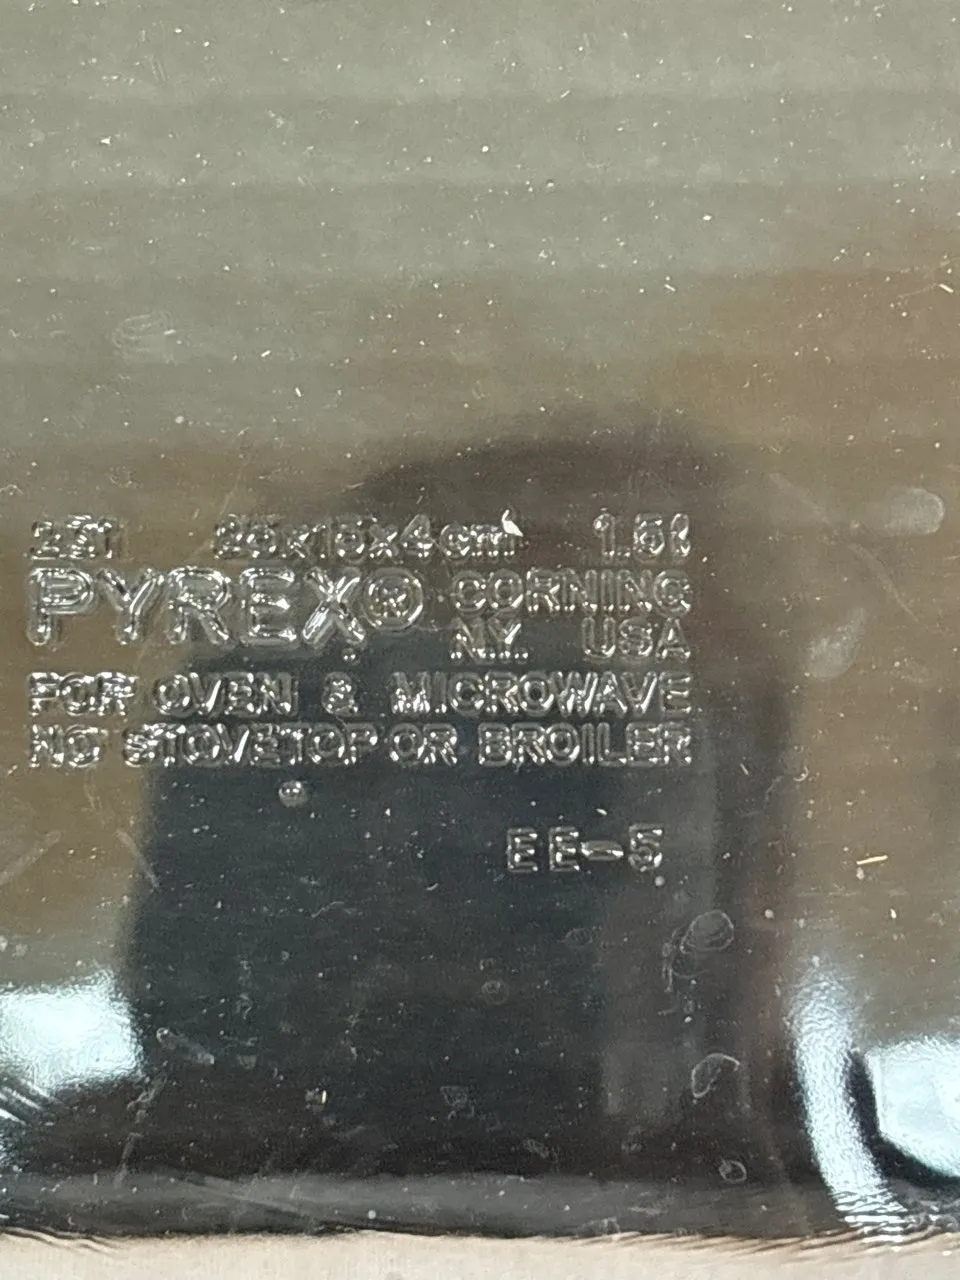 231 25x15x4cm 1.5l
PYREX® CORNING
N.Y. USA
FOR OVEN & MICROWAVE
NO STOVETOP OR BROILER
EE-5